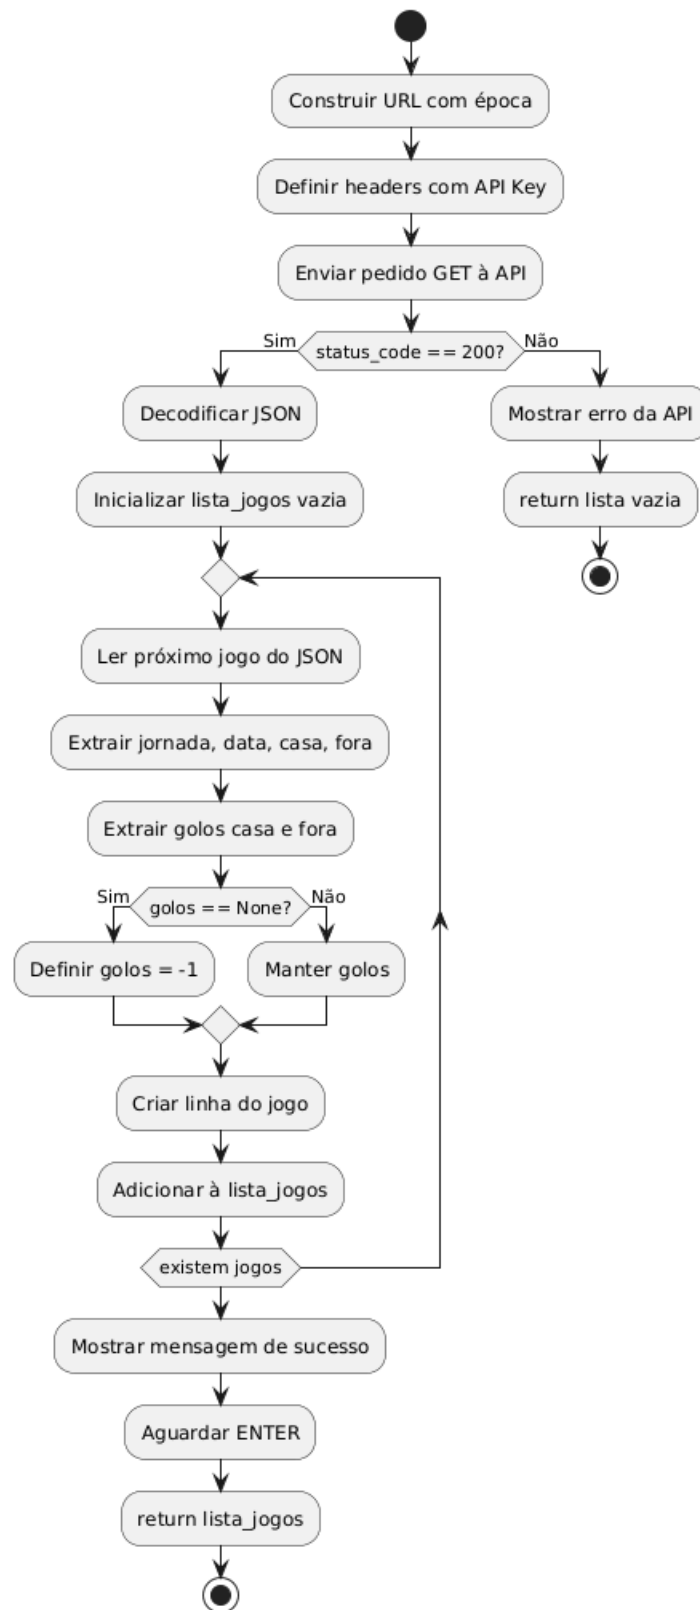 Construir URL com época
Definir headers com API Key
Enviar pedido GET à API
Sim
status_code == 200?
Não
Decodificar JSON
Mostrar erro da API
Inicializar lista_jogos vazia
return lista vazia
Ler próximo jogo do JSON
Extrair jornada, data, casa, fora
Extrair golos casa e fora
Sim
golos == None?
Não
Definir golos = -1
Manter golos
Criar linha do jogo
Adicionar à lista_jogos
existem jogos
Mostrar mensagem de sucesso
Aguardar ENTER
return lista_jogos